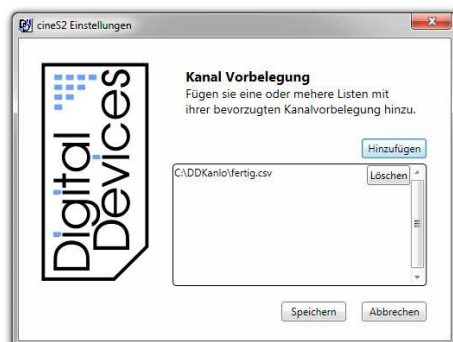 cineS2 Einstellungen
Digital
Devices
Kanal Vorbelegung
Fügen sie eine oder mehere Listen mit
ihrer bevorzugten Kanalvorbelegung hinzu.
Hinzufügen
C:\DDKanlo\fertig.csv
Löschen
Speichern
Abbrechen